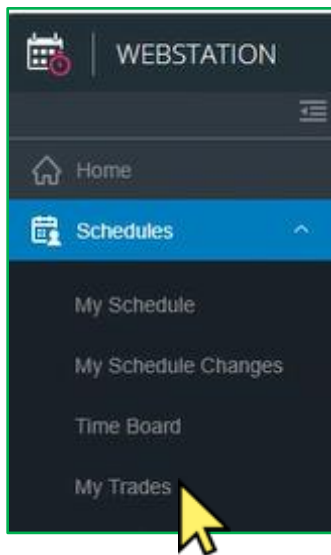 WEBSTATION
Home
Schedules
My Schedule
My Schedule Changes
Time Board
My Trades